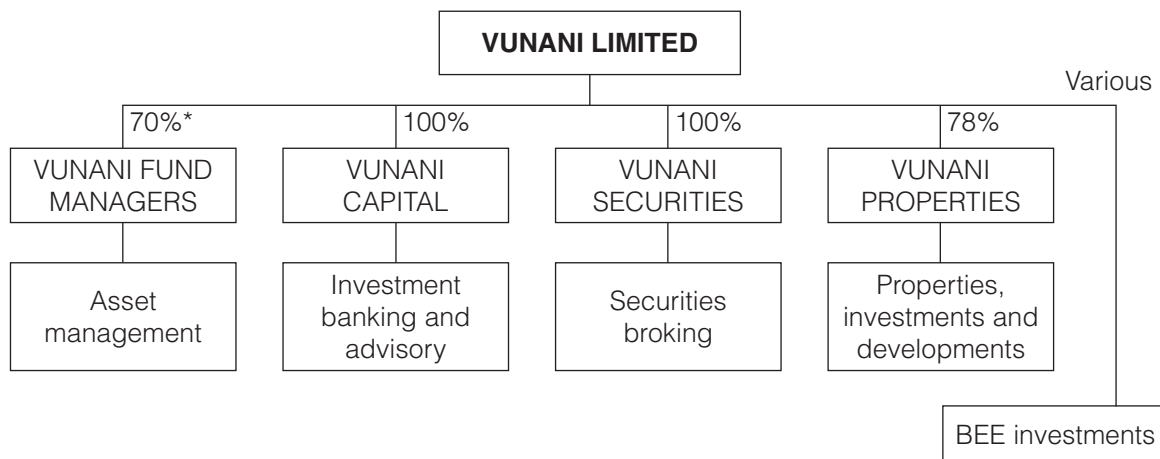 VUNANI LIMITED
Various
70%*
100%
100%
78%
VUNANI FUND
MANAGERS
VUNANI
CAPITAL
VUNANI
SECURITIES
VUNANI
PROPERTIES
Asset
management
Investment
banking and
advisory
Securities
broking
Properties,
investments and
developments
BEE investments